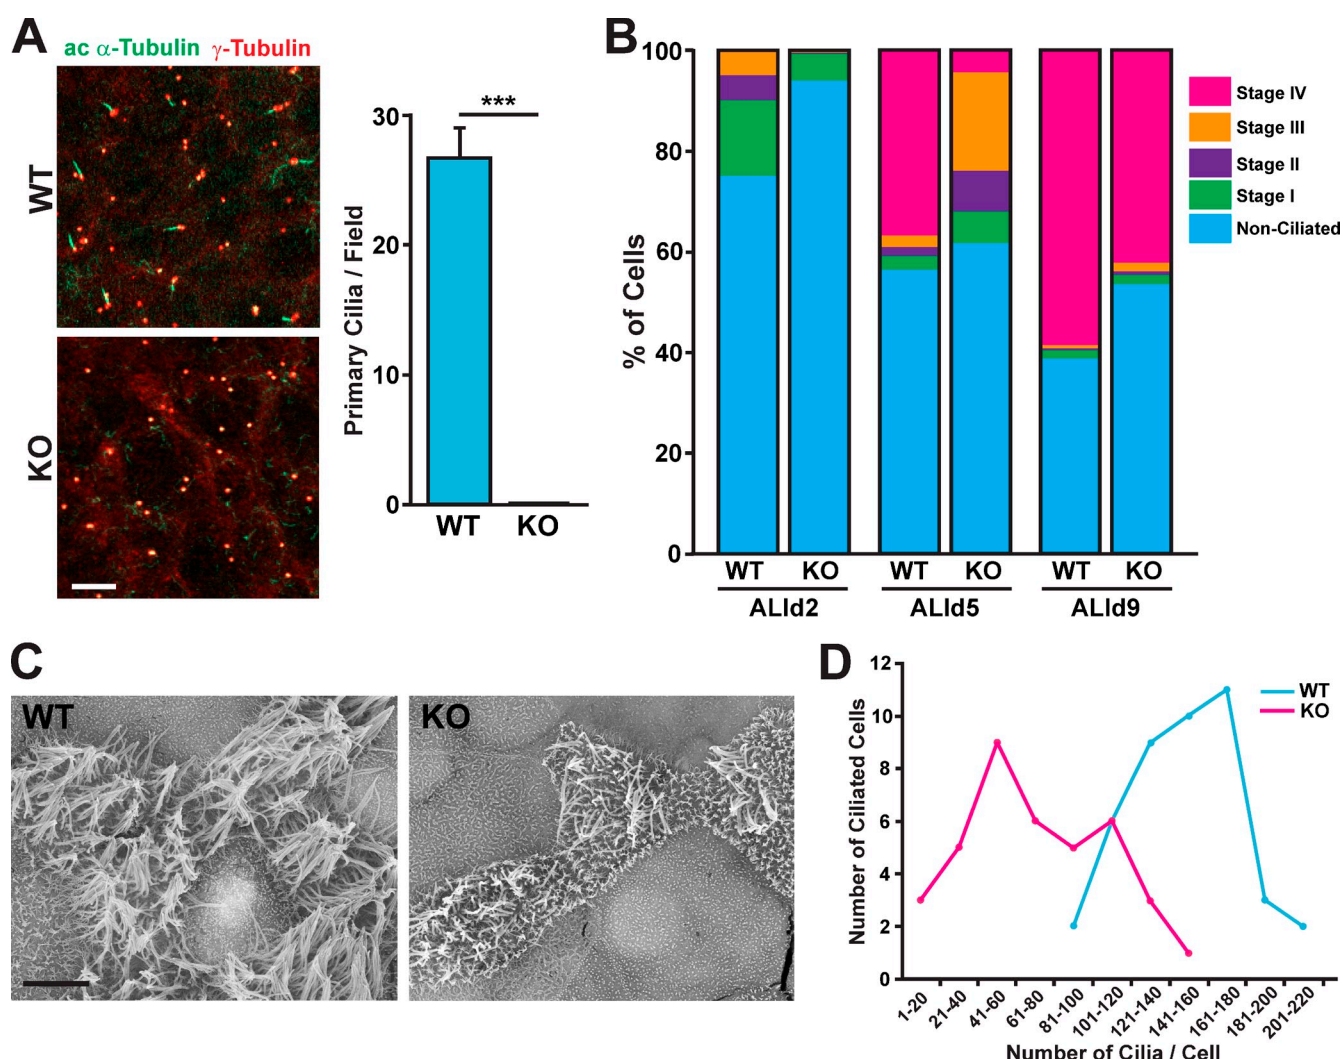 A
ac α-Tubulin γ-Tubulin
WT
KO
Primary Cilia / Field
30
20
10
0
***
WT KO
B
% of Cells
100
80
60
40
20
0
WT KO WT KO WT KO
ALId2 ALId5 ALId9
Stage IV
Stage III
Stage II
Stage I
Non-Ciliated
C
WT
KO
D
Number of Ciliated Cells
12
10
8
6
4
2
0
WT
KO
1-20 21-40 41-60 61-80 81-100 101-120 121-140 141-160 161-180 181-200 201-220
Number of Cilia / Cell